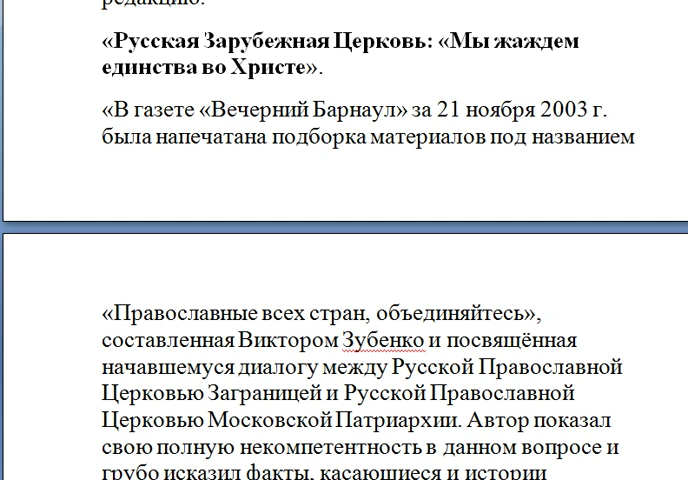 редакцию.
«Русская Зарубежная Церковь: «Мы жаждем
единства во Христе».
«В газете «Вечерний Барнаул» за 21 ноября 2003 г.
была напечатана подборка материалов под названием
«Православные всех стран, объединяйтесь»,
составленная Виктором Зубенко и посвящённая
начавшемуся диалогу между Русской Православной
Церковью Заграницей и Русской Православной
Церковью Московской Патриархии. Автор показал
свою полную некомпетентность в данном вопросе и
грубо исказил факты, касающиеся и истории